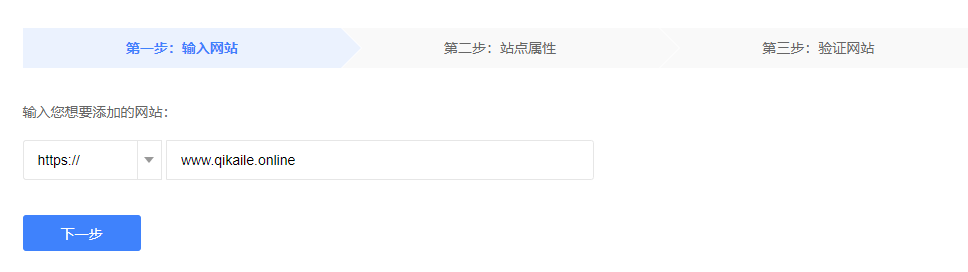 第一步：输入网站
第二步：站点属性
第三步：验证网站
输入您想要添加的网站：
https://
www.qikaile.online
下一步